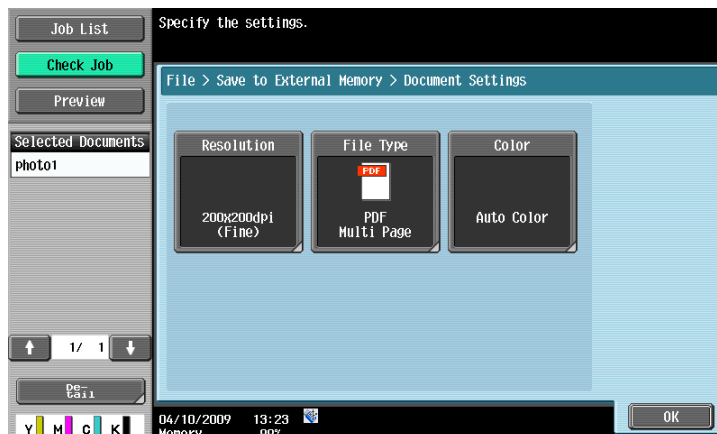 Job List
Check Job
Preview
Selected Documents
photo1
1/ 1
De-
tail
Y M C K
Specify the settings.
File > Save to External Memory > Document Settings
Resolution
200x200dpi
(Fine)
File Type
PDF
PDF
Multi Page
Color
Auto Color
04/10/2009 13:23
Memory 99%
OK